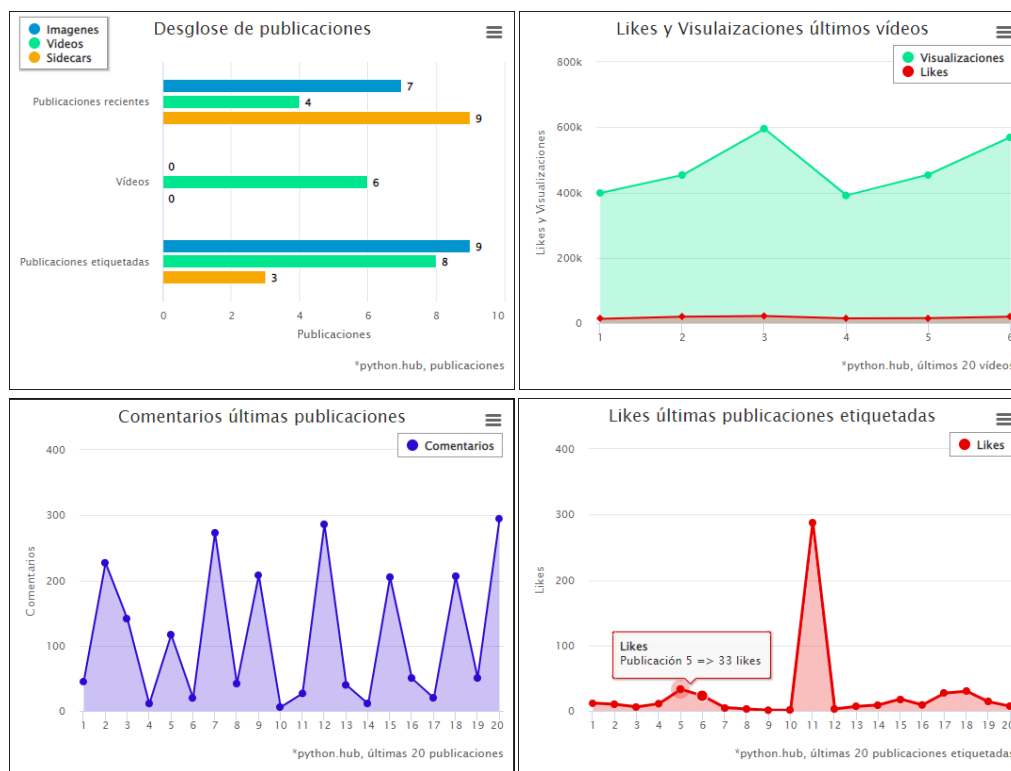 Desglose de publicaciones
Imagenes
Videos
Sidecars
Publicaciones recientes
7
4
9
Vídeos
0
6
0
Publicaciones etiquetadas
9
8
3
0 2 4 6 8 10
Publicaciones
*python.hub, publicaciones
Likes y Visulaizaciones últimos vídeos
Visualizaciones
Likes
Likes y Visualizaciones
800k
600k
400k
200k
0
1 2 3 4 5 6
*python.hub, últimos 20 vídeos
Comentarios últimas publicaciones
Comentarios
Comentarios
400
300
200
100
0
1 2 3 4 5 6 7 8 9 10 11 12 13 14 15 16 17 18 19 20
*python.hub, últimas 20 publicaciones
Likes últimas publicaciones etiquetadas
Likes
Likes
400
300
200
100
0
Likes
Publicación 5 => 33 likes
1 2 3 4 5 6 7 8 9 10 11 12 13 14 15 16 17 18 19 20
*python.hub, últimas 20 publicaciones etiquetadas